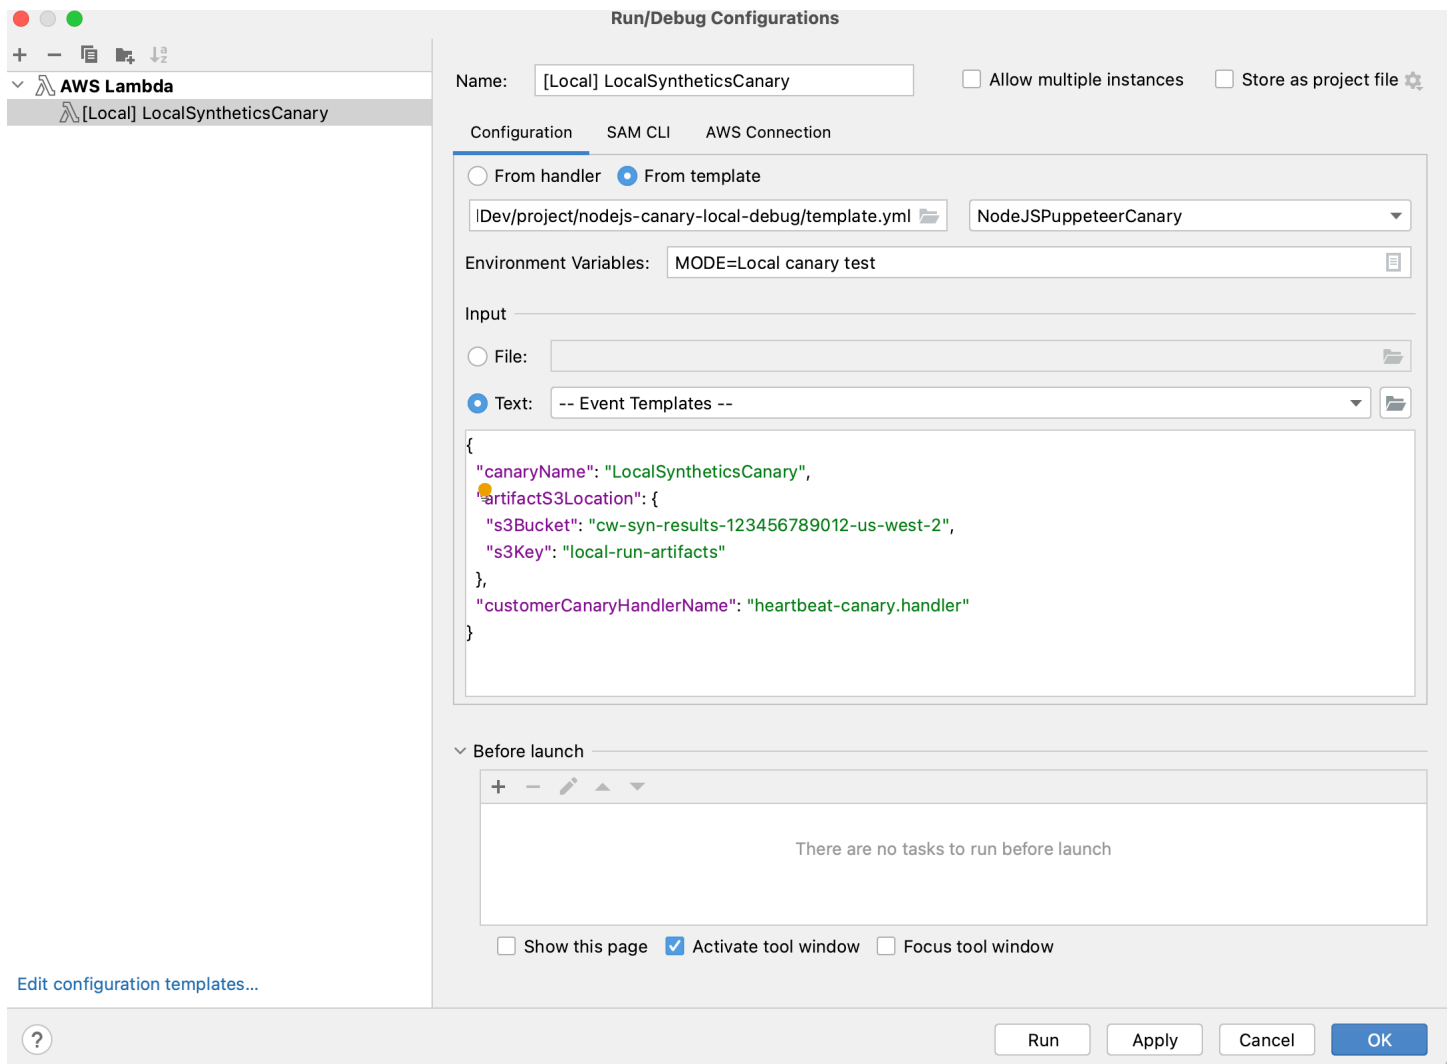 Run/Debug Configurations
AWS Lambda
[Local] LocalSyntheticsCanary
Edit configuration templates...
Name: [Local] LocalSyntheticsCanary Allow multiple instances Store as project file
Configuration SAM CLI AWS Connection
From handler From template
Dev/project/nodejs-canary-local-debug/template.yml NodeJSPuppeteerCanary
Environment Variables: MODE=Local canary test
Input
File:
Text: -- Event Templates --
{
"canaryName": "LocalSyntheticsCanary",
"artifactS3Location": {
"s3Bucket": "cw-syn-results-123456789012-us-west-2",
"s3Key": "local-run-artifacts"
},
"customerCanaryHandlerName": "heartbeat-canary.handler"
}
Before launch
There are no tasks to run before launch
Show this page Activate tool window Focus tool window
? Run Apply Cancel OK